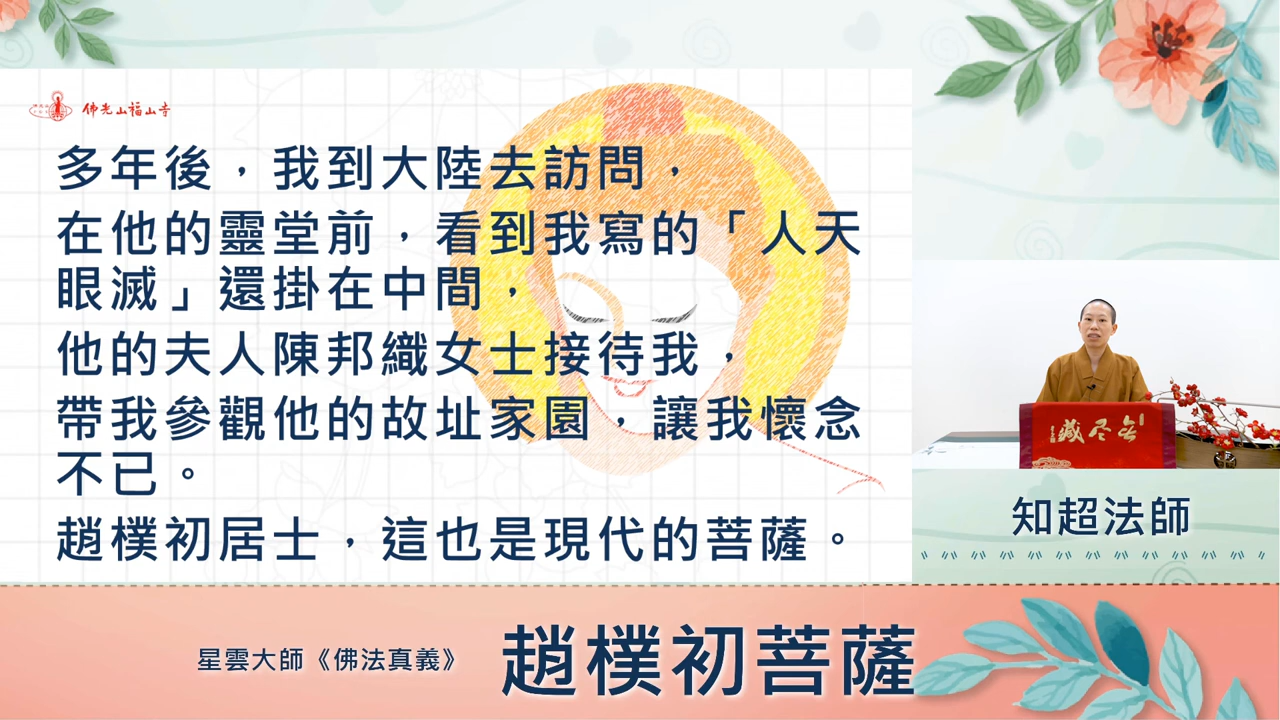 佛光山福山寺
多年後，我到大陸去訪問，
在他的靈堂前，看到我寫的「人天
眼滅」還掛在中間，
他的夫人陳邦織女士接待我，
帶我參觀他的故址家園，讓我懷念
不已。
趙樸初居士，這也是現代的菩薩。
無尽藏
知超法師
星雲大師《佛法真義》
趙樸初菩薩